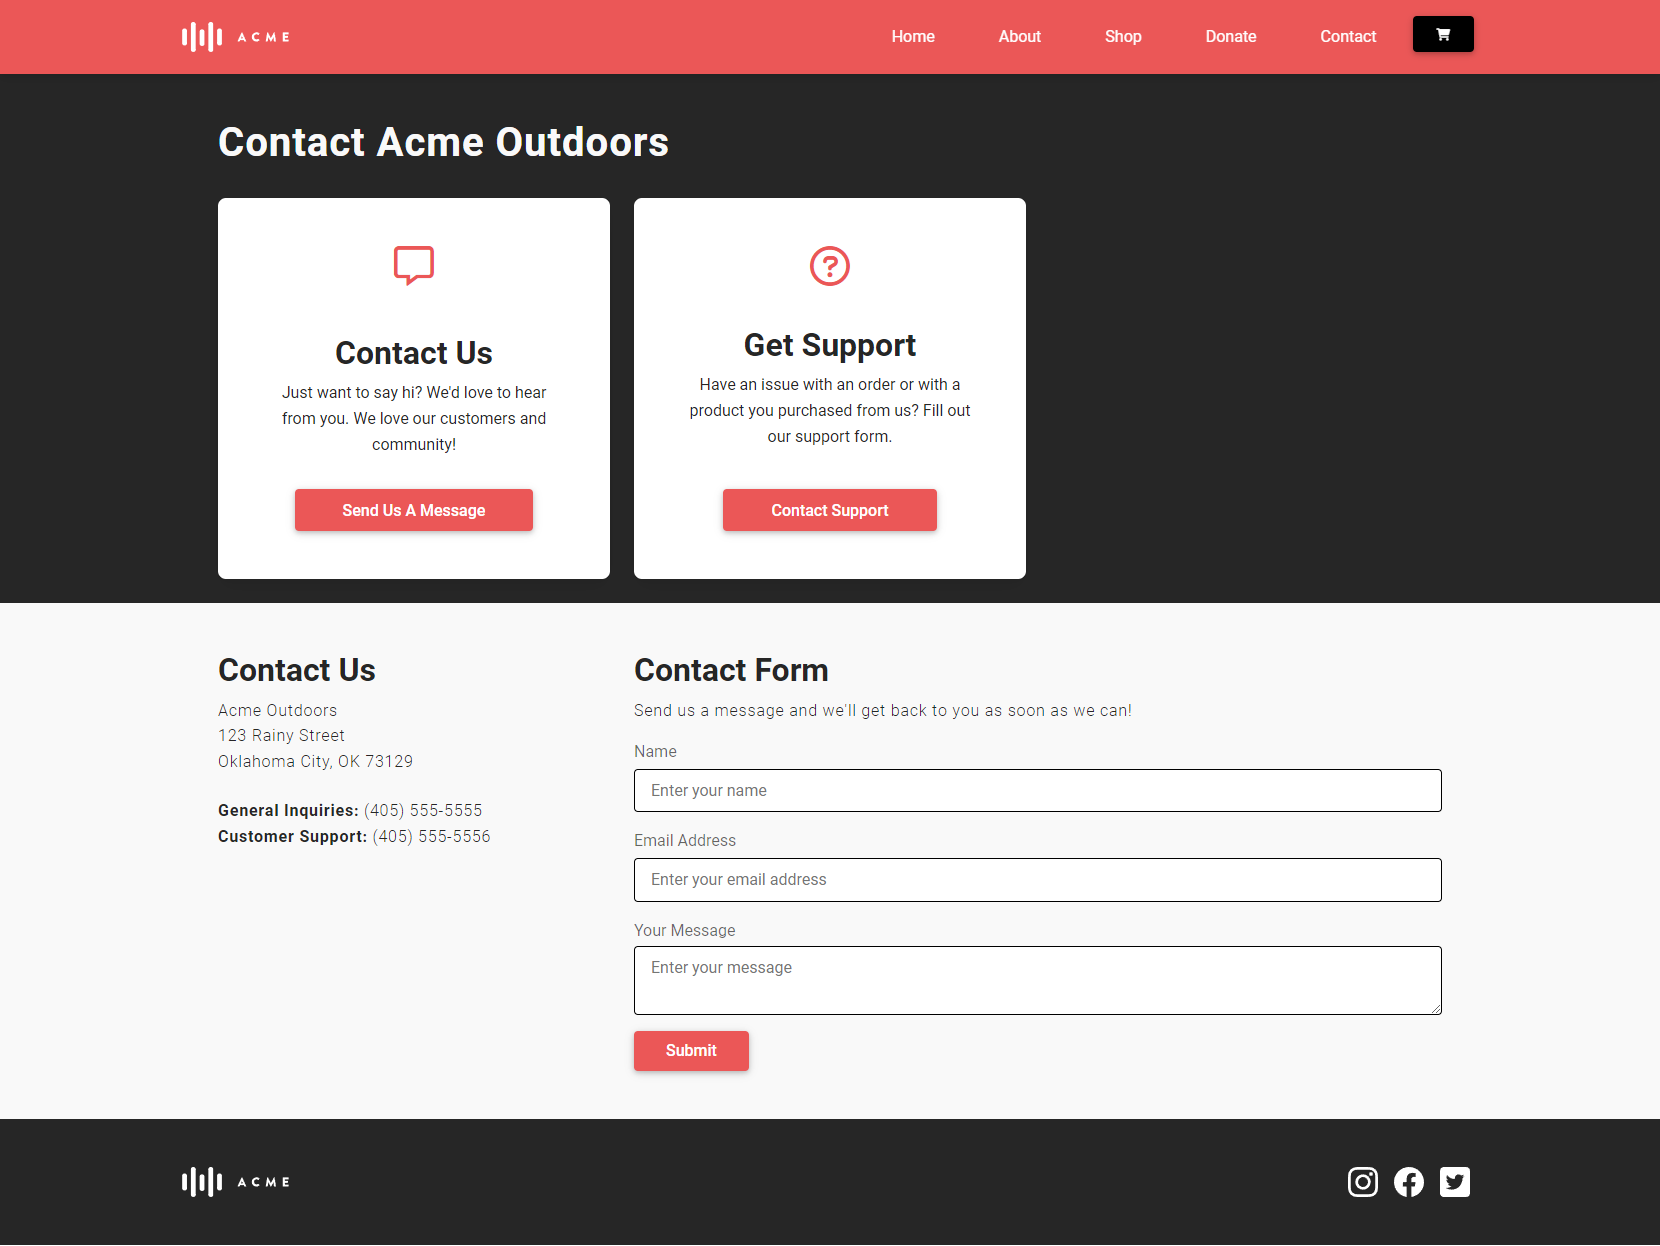 ACME
Home
About
Shop
Donate
Contact
Contact Acme Outdoors
Contact Us
Just want to say hi? We'd love to hear
from you. We love our customers and
community!
Send Us A Message
Get Support
Have an issue with an order or with a
product you purchased from us? Fill out
our support form.
Contact Support
Contact Us
Acme Outdoors
123 Rainy Street
Oklahoma City, OK 73129
General Inquiries: (405) 555-5555
Customer Support: (405) 555-5556
Contact Form
Send us a message and we'll get back to you as soon as we can!
Name
Enter your name
Email Address
Enter your email address
Your Message
Enter your message
Submit
ACME